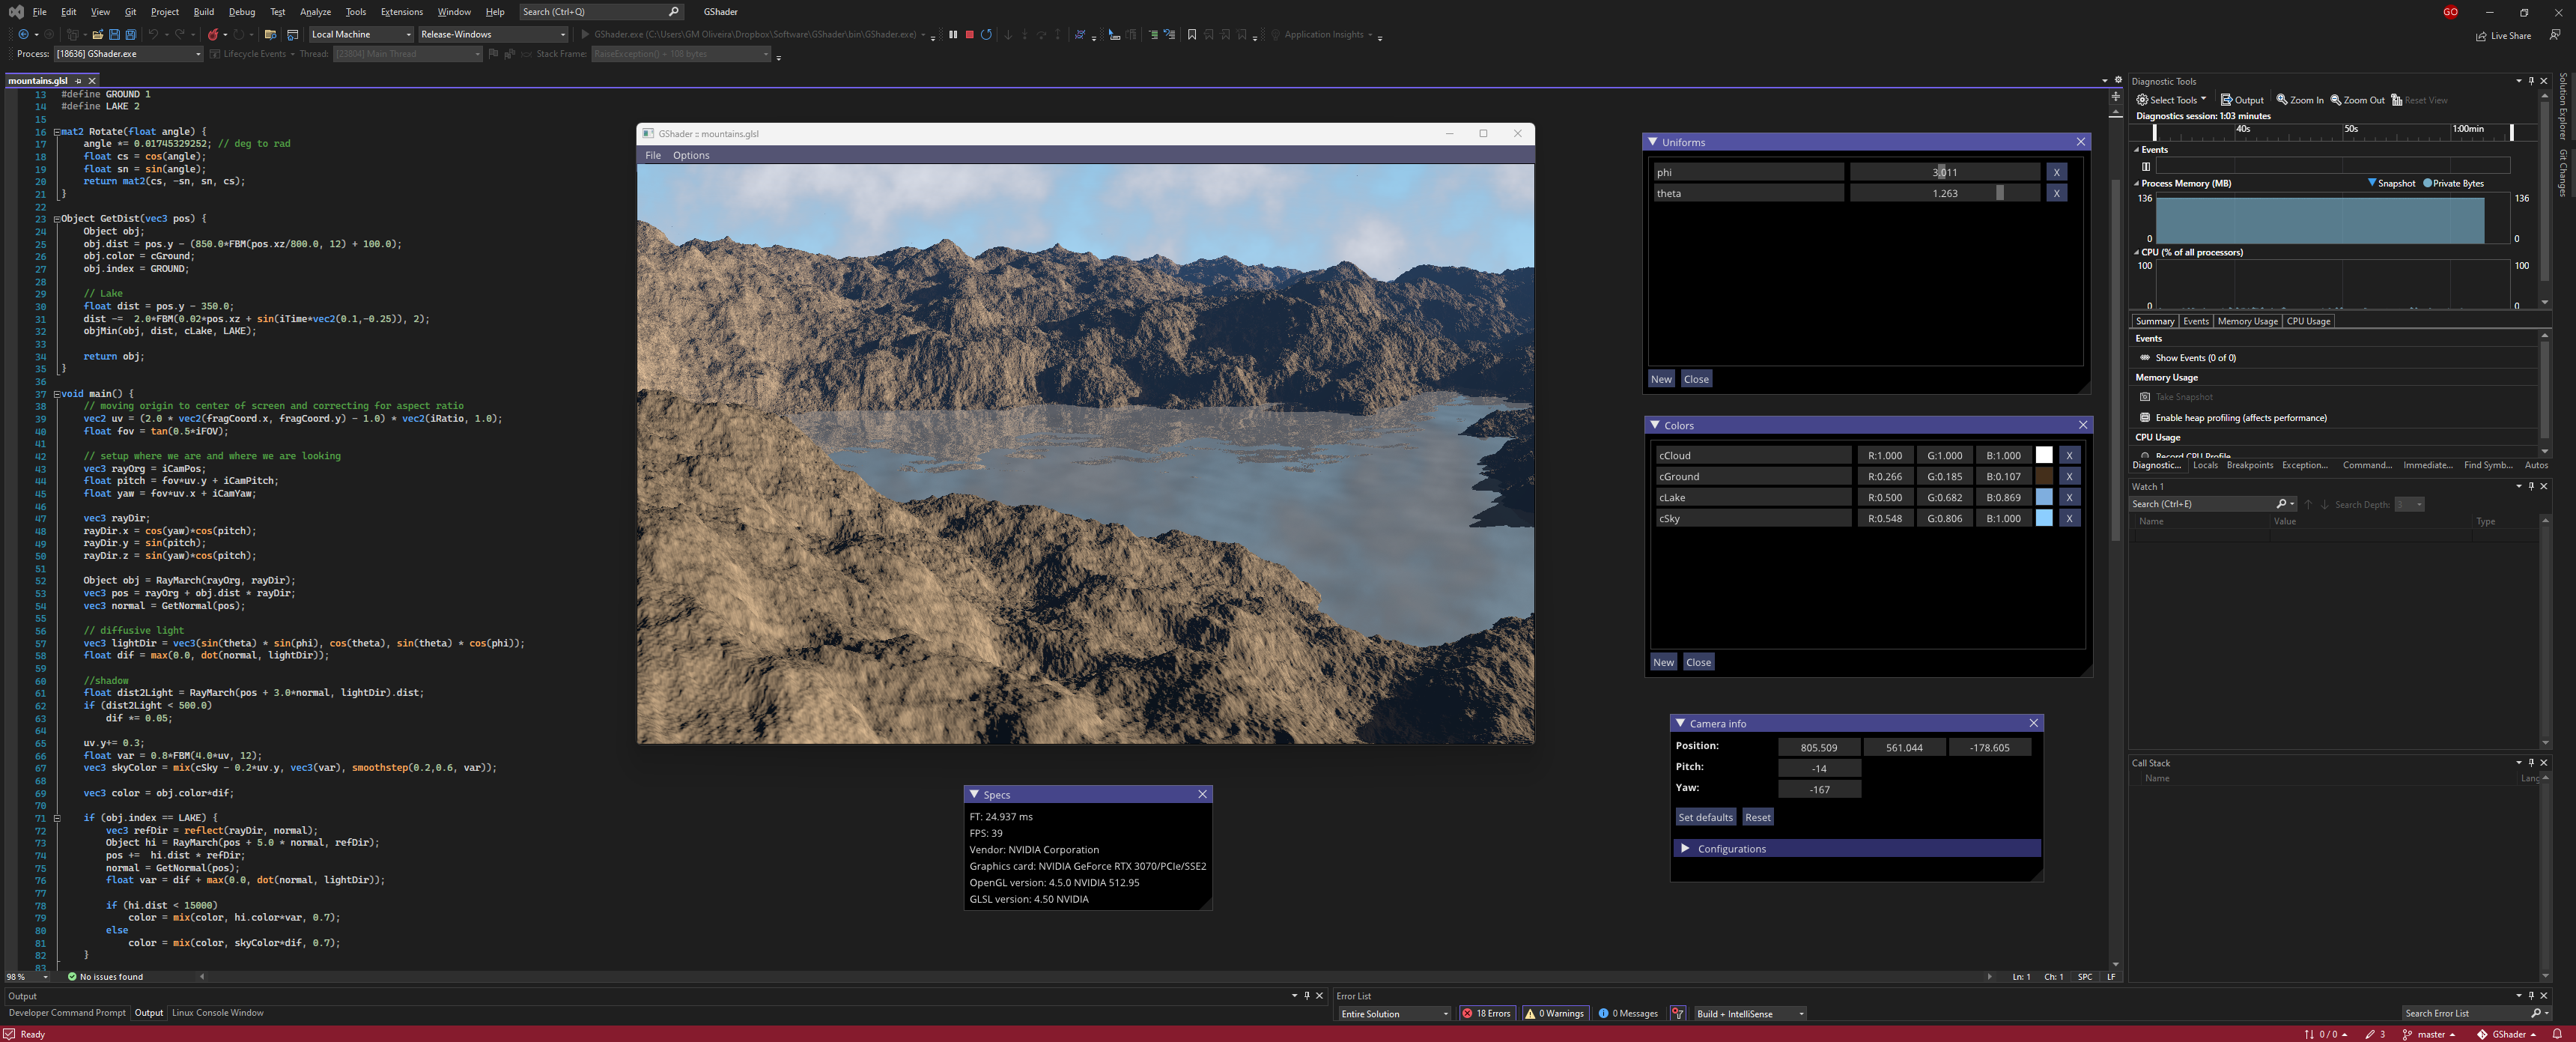 File Edit View Git Project Build Debug Test Analyze Tools Extensions Window Help Search (Ctrl+Q) GShader GO
Local Machine Release-Windows GShader.exe (C:\Users\GM Oliveira\Dropbox\Software\GShader\bin\GShader.exe) Application Insights Live Share
Process: [18636] GShader.exe Lifecycle Events Thread: [23804] Main Thread Stack Frame: RaiseException() + 108 bytes
mountains.glsl
13 #define GROUND 1
14 #define LAKE 2
15
16 mat2 Rotate(float angle) {
17 angle *= 0.01745329252; // deg to rad
18 float cs = cos(angle);
19 float sn = sin(angle);
20 return mat2(cs, -sn, sn, cs);
21 }
22
23 Object GetDist(vec3 pos) {
24 Object obj;
25 obj.dist = pos.y - (850.0*FBM(pos.xz/800.0, 12) + 100.0);
26 obj.color = cGround;
27 obj.index = GROUND;
28
29 // Lake
30 float dist = pos.y - 350.0;
31 dist -= 2.0*FBM(0.02*pos.xz + sin(iTime*vec2(0.1,-0.25)), 2);
32 objMin(obj, dist, cLake, LAKE);
33
34 return obj;
35 }
36
37 void main() {
38 // moving origin to center of screen and correcting for aspect ratio
39 vec2 uv = (2.0 * vec2(fragCoord.x, fragCoord.y) - 1.0) * vec2(iRatio, 1.0);
40 float fov = tan(0.5*iFOV);
41
42 // setup where we are and where we are looking
43 vec3 rayOrg = iCamPos;
44 float pitch = fov*uv.y + iCamPitch;
45 float yaw = fov*uv.x + iCamYaw;
46
47 vec3 rayDir;
48 rayDir.x = cos(yaw)*cos(pitch);
49 rayDir.y = sin(pitch);
50 rayDir.z = sin(yaw)*cos(pitch);
51
52 Object obj = RayMarch(rayOrg, rayDir);
53 vec3 pos = rayOrg + obj.dist * rayDir;
54 vec3 normal = GetNormal(pos);
55
56 // diffusive light
57 vec3 lightDir = vec3(sin(theta) * sin(phi), cos(theta), sin(theta) * cos(phi));
58 float dif = max(0.0, dot(normal, lightDir));
59
60 //shadow
61 float dist2Light = RayMarch(pos + 3.0*normal, lightDir).dist;
62 if (dist2Light < 500.0)
63 dif *= 0.05;
64
65 uv.y+= 0.3;
66 float var = 0.8*FBM(4.0*uv, 12);
67 vec3 skyColor = mix(cSky - 0.2*uv.y, vec3(var), smoothstep(0.2,0.6, var));
68
69 vec3 color = obj.color*dif;
70
71 if (obj.index == LAKE) {
72 vec3 refDir = reflect(rayDir, normal);
73 Object hi = RayMarch(pos + 5.0 * normal, refDir);
74 pos += hi.dist * refDir;
75 normal = GetNormal(pos);
76 float var = dif + max(0.0, dot(normal, lightDir));
77
78 if (hi.dist < 15000)
79 color = mix(color, hi.color*var, 0.7);
80 else
81 color = mix(color, skyColor*dif, 0.7);
82 }
83
98 % No issues found Ln: 1 Ch: 1 SPC LF
GShader :: mountains.glsl
File Options
Specs
FT: 24.937 ms
FPS: 39
Vendor: NVIDIA Corporation
Graphics card: NVIDIA GeForce RTX 3070/PCIe/SSE2
OpenGL version: 4.5.0 NVIDIA 512.95
GLSL version: 4.50 NVIDIA
Uniforms
phi 3.011 X
theta 1.263 X
New Close
Colors
cCloud R:1.000 G:1.000 B:1.000 X
cGround R:0.266 G:0.185 B:0.107 X
cLake R:0.500 G:0.682 B:0.869 X
cSky R:0.548 G:0.806 B:1.000 X
New Close
Camera info
Position: 805.509 561.044 -178.605
Pitch: -14
Yaw: -167
Set defaults Reset
Configurations
Diagnostic Tools
Select Tools Output Zoom In Zoom Out Reset View
Diagnostics session: 1:03 minutes
40s 50s 1:00min
Events
Process Memory (MB) Snapshot Private Bytes
136 136
0 0
CPU (% of all processors)
100 100
0 0
Summary Events Memory Usage CPU Usage
Events
Show Events (0 of 0)
Memory Usage
Take Snapshot
Enable heap profiling (affects performance)
CPU Usage
Record CPU Profile
Diagnostic... Locals Breakpoints Exception... Command... Immediate... Find Symb... Autos
Watch 1
Search (Ctrl+E) Search Depth: 3
Name Value Type
Call Stack
Name Lang
Solution Explorer
Git Changes
Output
Developer Command Prompt Output Linux Console Window
Error List
Entire Solution 18 Errors 0 Warnings 0 Messages Build + IntelliSense Search Error List
Ready 0 / 0 3 master GShader